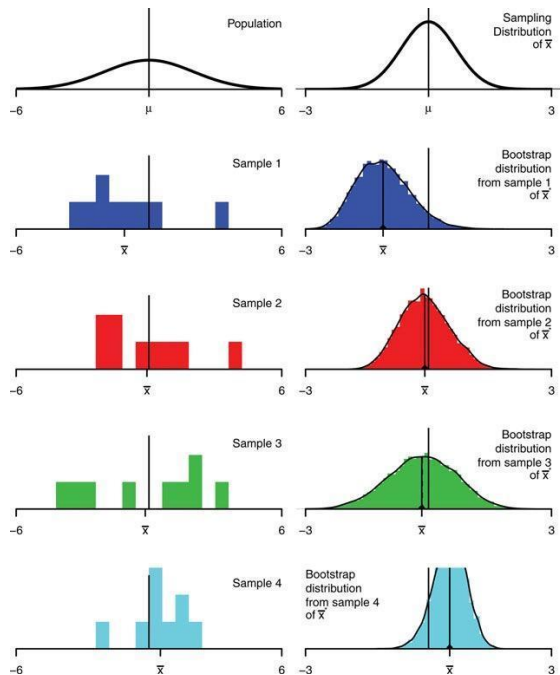 Population
Sampling
Distribution
of x̄
-6
μ
6
-3
μ
3
Sample 1
Bootstrap
distribution
from sample 1
of x̄
-6
x̄
6
-3
x̄
3
Sample 2
Bootstrap
distribution
from sample 2
of x̄
-6
x̄
6
-3
x̄
3
Sample 3
Bootstrap
distribution
from sample 3
of x̄
-6
x̄
6
-3
x̄
3
Sample 4
Bootstrap
distribution
from sample 4
of x̄
-6
x̄
6
-3
x̄
3